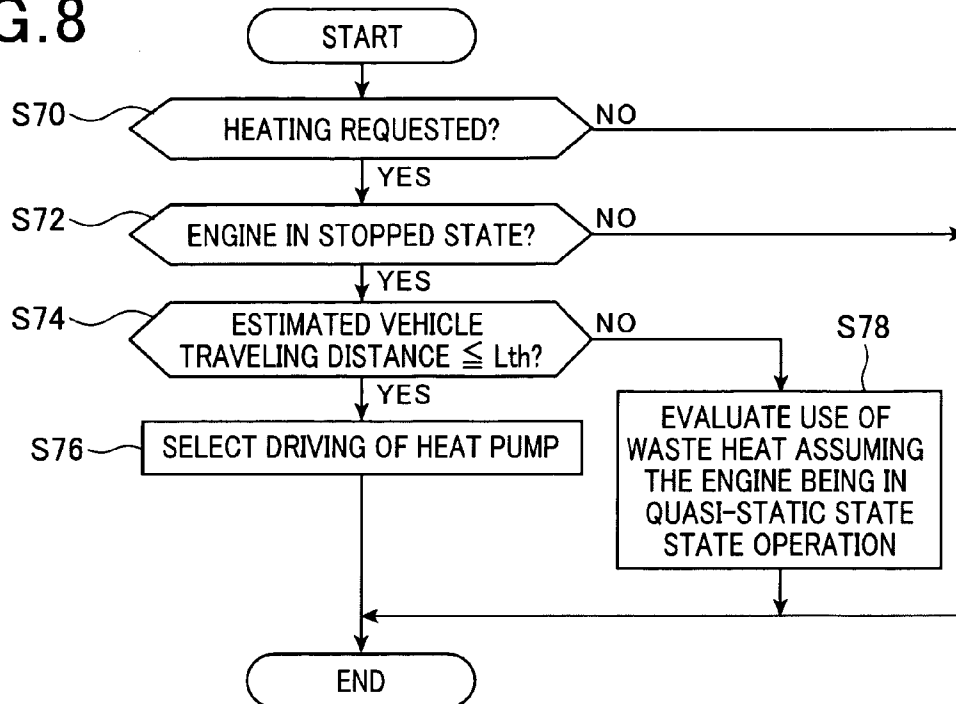 G.8
START
S70
HEATING REQUESTED?
NO
YES
S72
ENGINE IN STOPPED STATE?
NO
YES
S74
ESTIMATED VEHICLE
TRAVELING DISTANCE ≦ Lth?
NO
YES
S78
S76
SELECT DRIVING OF HEAT PUMP
EVALUATE USE OF
WASTE HEAT ASSUMING
THE ENGINE BEING IN
QUASI-STATIC STATE
STATE OPERATION
END